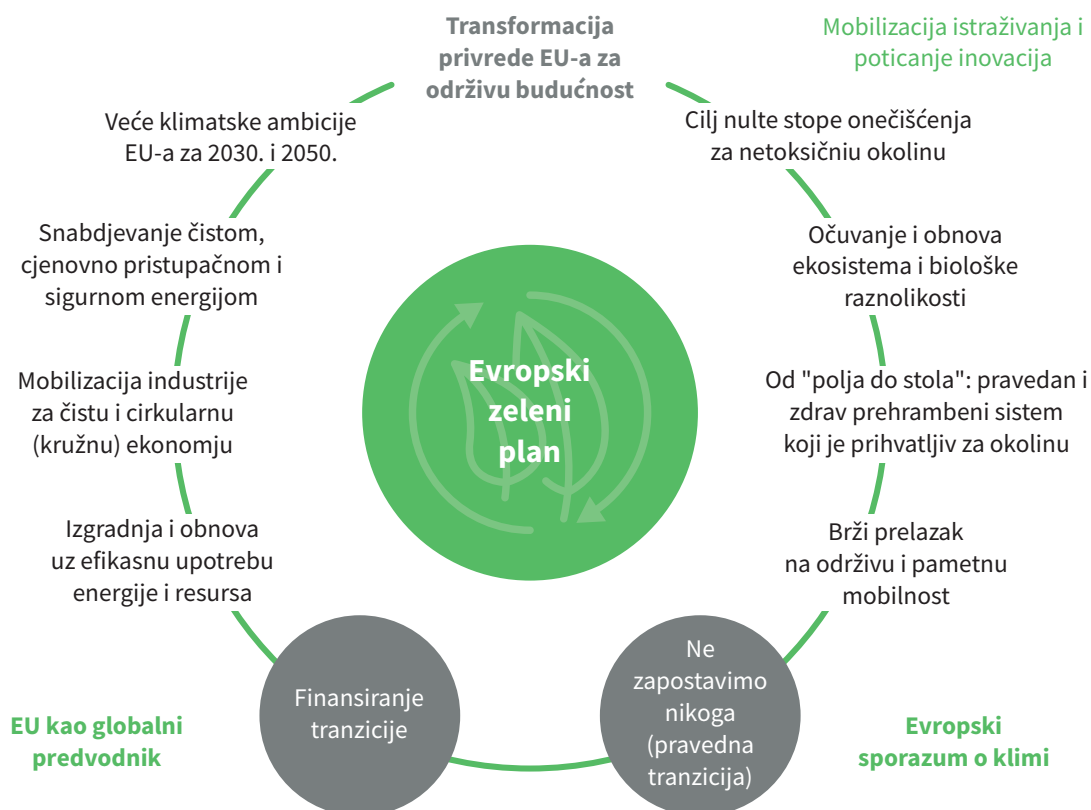 Transformacija
privrede EU-a za
održivu budućnost
Mobilizacija istraživanja i
poticanje inovacija
Veće klimatske ambicije
EU-a za 2030. i 2050.
Cilj nulte stope onečišćenja
za netoksičniu okolinu
Snabdjevanje čistom,
cjenovno pristupačnom i
sigurnom energijom
Očuvanje i obnova
ekosistema i biološke
raznolikosti
Evropski
zeleni
plan
Mobilizacija industrije
za čistu i cirkularnu
(kružnu) ekonomju
Od "polja do stola": pravedan i
zdrav prehrambeni sistem
koji je prihvatljiv za okolinu
Izgradnja i obnova
uz efikasnu upotrebu
energije i resursa
Brži prelazak
na održivu i pametnu
mobilnost
Finansiranje
tranzicije
Ne
zapostavimo
nikoga
(pravedna
tranzicija)
EU kao globalni
predvodnik
Evropski
sporazum o klimi